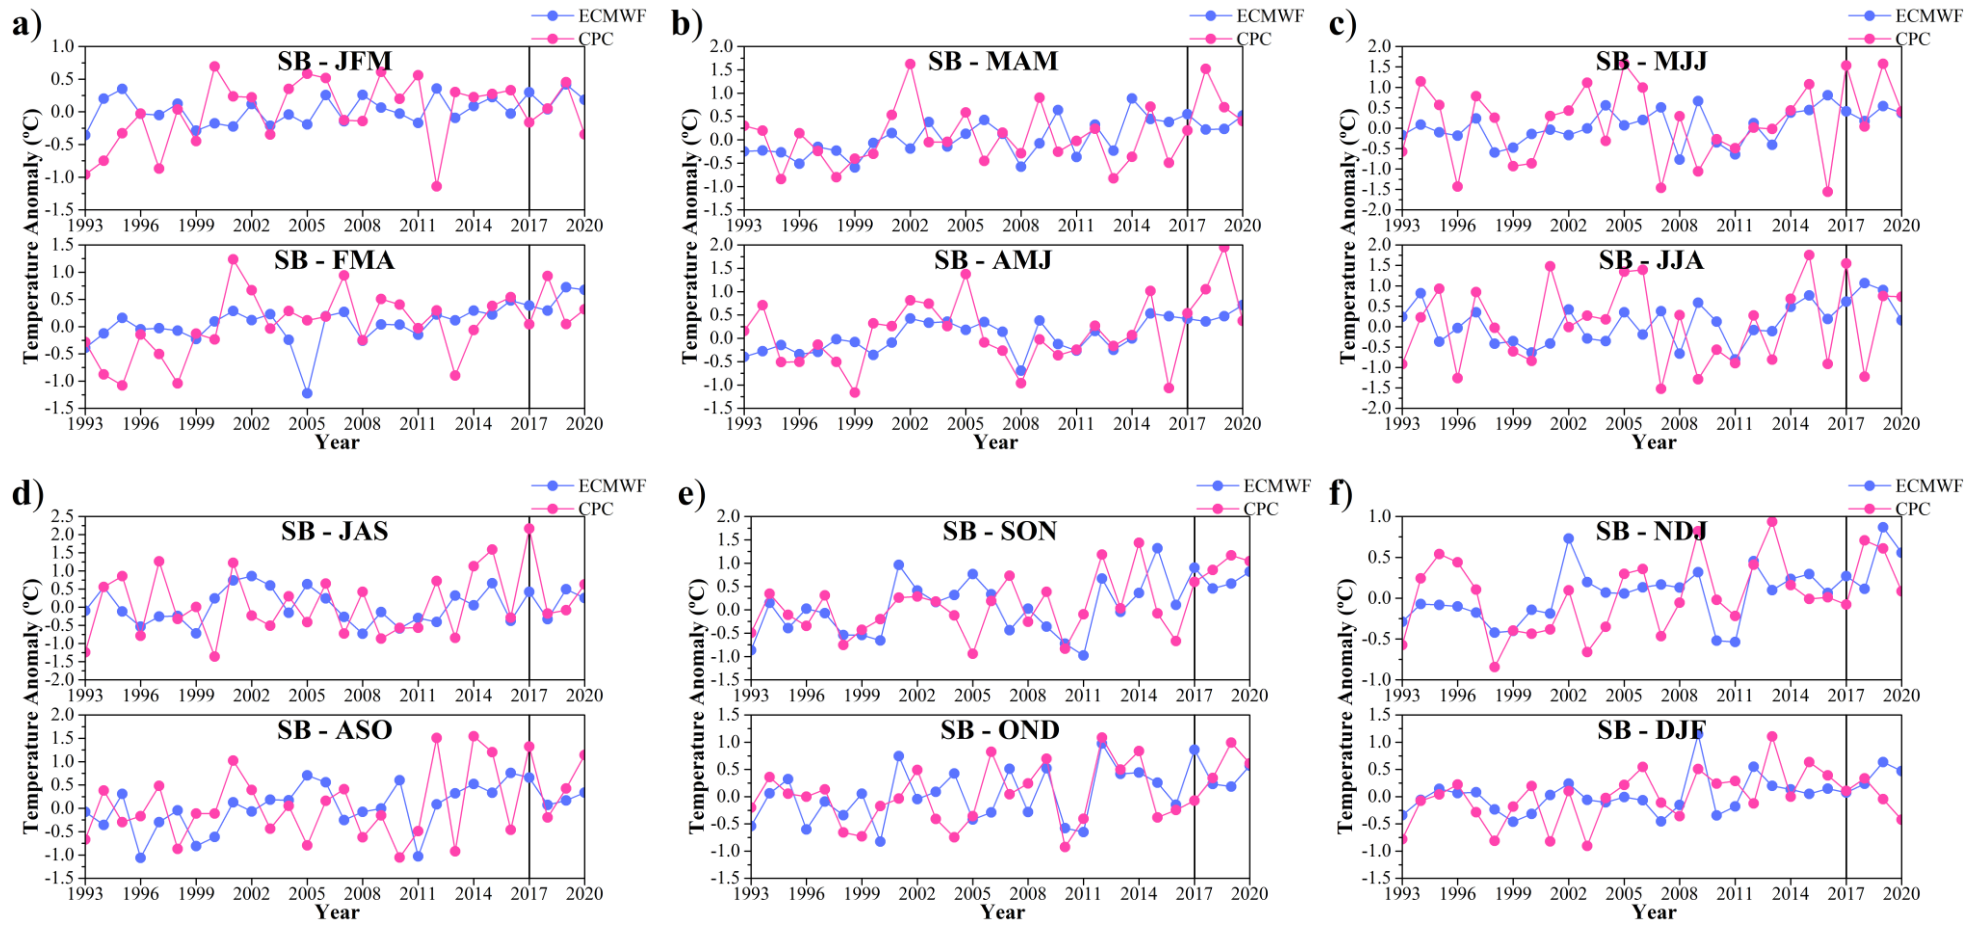 a)
ECMWF
CPC
SB - JFM
1.0
0.5
0.0
-0.5
-1.0
-1.5
1993 1996 1999 2002 2005 2008 2011 2014 2017 2020
SB - FMA
1.5
1.0
0.5
0.0
-0.5
-1.0
-1.5
1993 1996 1999 2002 2005 2008 2011 2014 2017 2020
Temperature Anomaly (ºC)
Year
b)
ECMWF
CPC
SB - MAM
2.0
1.5
1.0
0.5
0.0
-0.5
-1.0
-1.5
1993 1996 1999 2002 2005 2008 2011 2014 2017 2020
SB - AMJ
2.0
1.5
1.0
0.5
0.0
-0.5
-1.0
-1.5
1993 1996 1999 2002 2005 2008 2011 2014 2017 2020
Temperature Anomaly (ºC)
Year
c)
ECMWF
CPC
SB - MJJ
2.0
1.5
1.0
0.5
0.0
-0.5
-1.0
-1.5
-2.0
1993 1996 1999 2002 2005 2008 2011 2014 2017 2020
SB - JJA
2.0
1.5
1.0
0.5
0.0
-0.5
-1.0
-1.5
-2.0
1993 1996 1999 2002 2005 2008 2011 2014 2017 2020
Temperature Anomaly (ºC)
Year
d)
ECMWF
CPC
SB - JAS
2.5
2.0
1.5
1.0
0.5
0.0
-0.5
-1.0
-1.5
-2.0
1993 1996 1999 2002 2005 2008 2011 2014 2017 2020
SB - ASO
2.0
1.5
1.0
0.5
0.0
-0.5
-1.0
-1.5
1993 1996 1999 2002 2005 2008 2011 2014 2017 2020
Temperature Anomaly (ºC)
Year
e)
ECMWF
CPC
SB - SON
2.0
1.5
1.0
0.5
0.0
-0.5
-1.0
-1.5
1993 1996 1999 2002 2005 2008 2011 2014 2017 2020
SB - OND
1.5
1.0
0.5
0.0
-0.5
-1.0
-1.5
1993 1996 1999 2002 2005 2008 2011 2014 2017 2020
Temperature Anomaly (ºC)
Year
f)
ECMWF
CPC
SB - NDJ
1.0
0.5
0.0
-0.5
-1.0
1993 1996 1999 2002 2005 2008 2011 2014 2017 2020
SB - DJF
1.5
1.0
0.5
0.0
-0.5
-1.0
-1.5
1993 1996 1999 2002 2005 2008 2011 2014 2017 2020
Temperature Anomaly (ºC)
Year